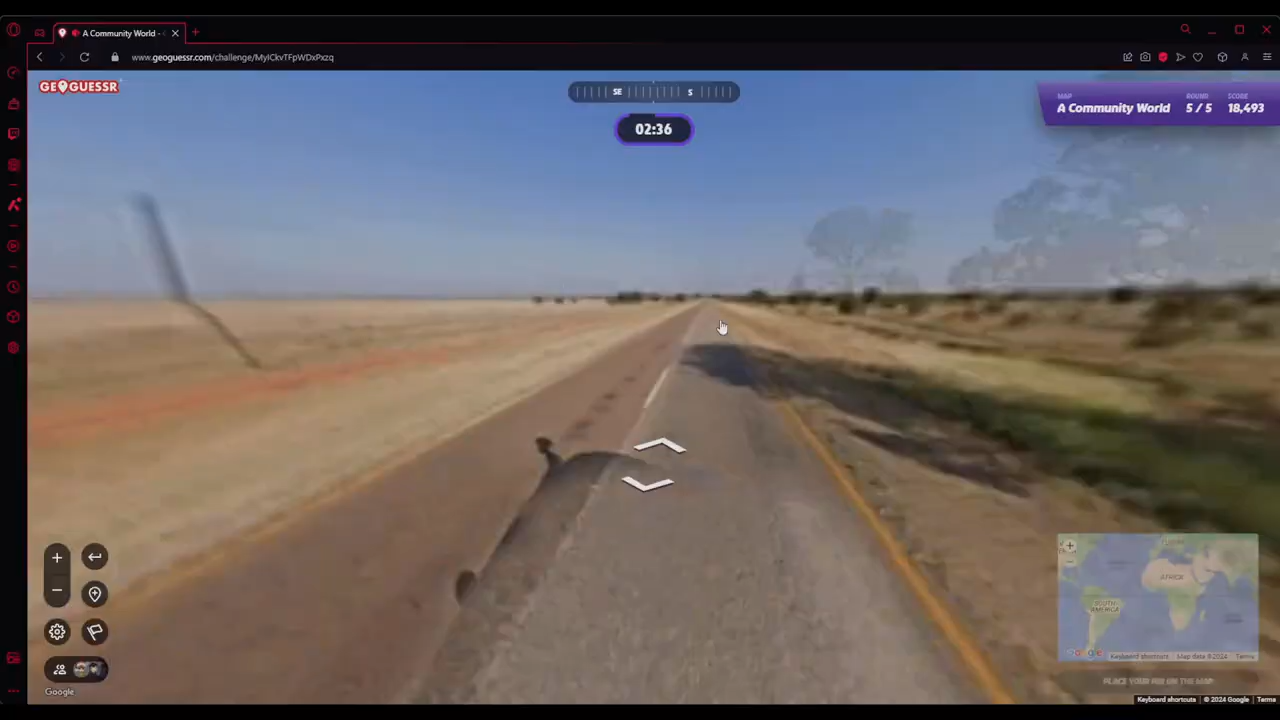 A Community World -
www.geoguessr.com/challenge/MyICkvTFpWDxPxzq
GEOGUESSR
SE
S
02:36
MAP
ROUND
SCORE
A Community World
5 / 5
18,493
AFRICA
SOUTH
AMERICA
Google
Keyboard shortcuts
Map data ©2024
Terms
PLACE YOUR PIN ON THE MAP
Google
Keyboard shortcuts
© 2024 Google
Terms